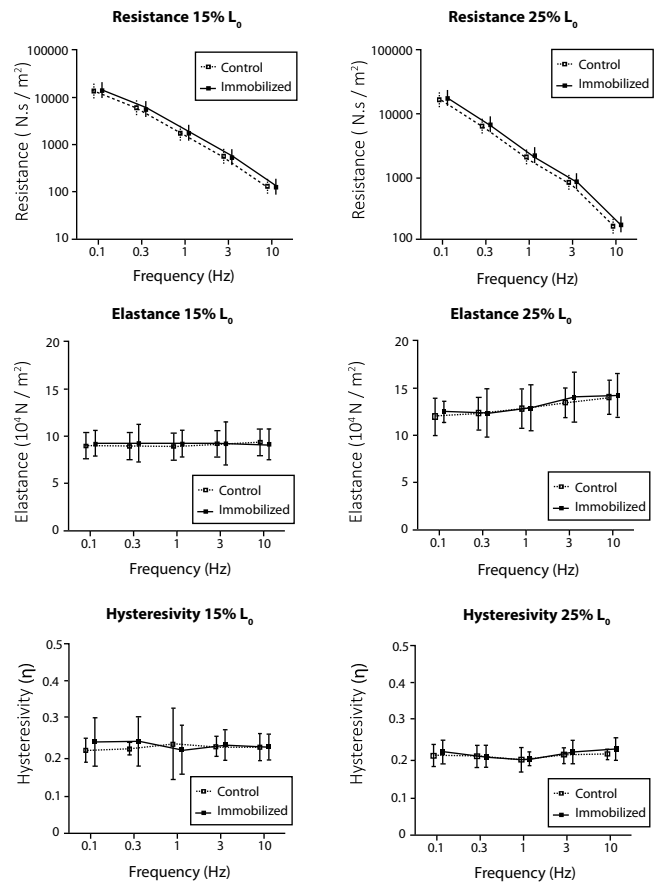 Resistance 15% L₀
Resistance (N.s / m²)
100000
10000
1000
100
10
Control
Immobilized
0.1 0.3 1 3 10
Frequency (Hz)
Resistance 25% L₀
Resistance (N.s / m²)
100000
10000
1000
100
Control
Immobilized
0.1 0.3 1 3 10
Frequency (Hz)
Elastance 15% L₀
Elastance (10⁴ N / m²)
20
15
10
5
0
Control
Immobilized
0.1 0.3 1 3 10
Frequency (Hz)
Elastance 25% L₀
Elastance (10⁴ N / m²)
20
15
10
5
0
Control
Immobilized
0.1 0.3 1 3 10
Frequency (Hz)
Hysteresivity 15% L₀
Hysteresivity (η)
0.5
0.3
0.2
0.1
0
Control
Immobilized
0.1 0.3 1 3 10
Frequency (Hz)
Hysteresivity 25% L₀
Hysteresivity (η)
0.5
0.3
0.2
0.1
0
Control
Immobilized
0.1 0.3 1 3 10
Frequency (Hz)